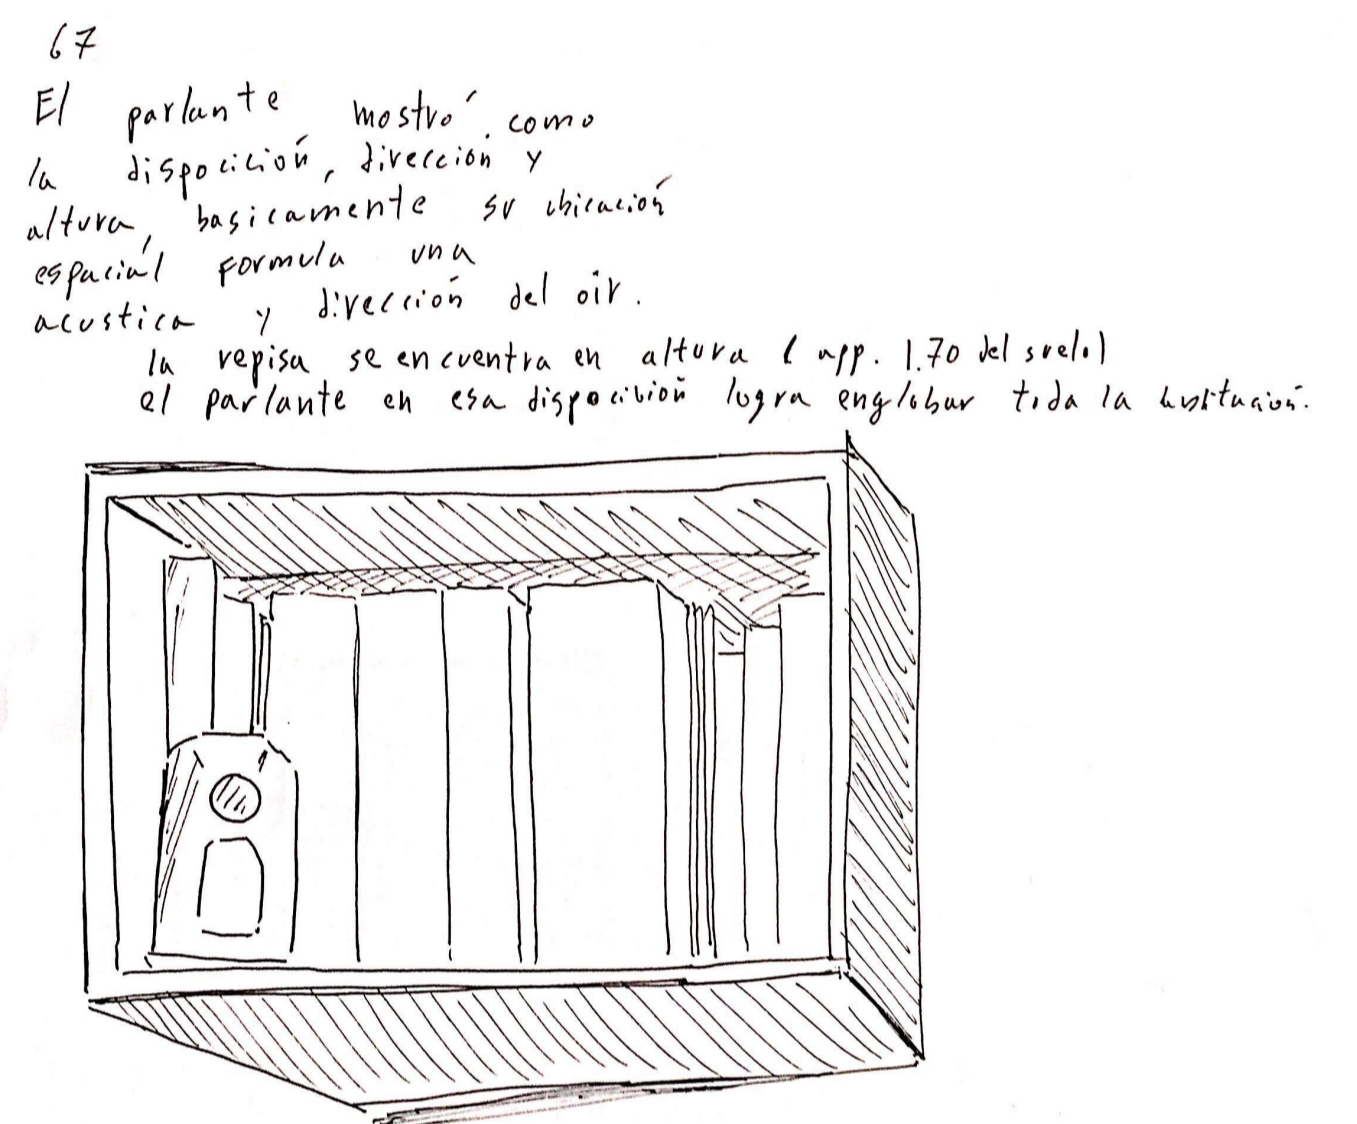 67
El parlante mostró como
la disposición, dirección y
altura, basicamente su ubicación
espacial formula una
acustica y dirección del oir.
la repisa se encuentra en altura (app. 1.70 del suelo)
el parlante en esa disposición logra englobar toda la habitación.